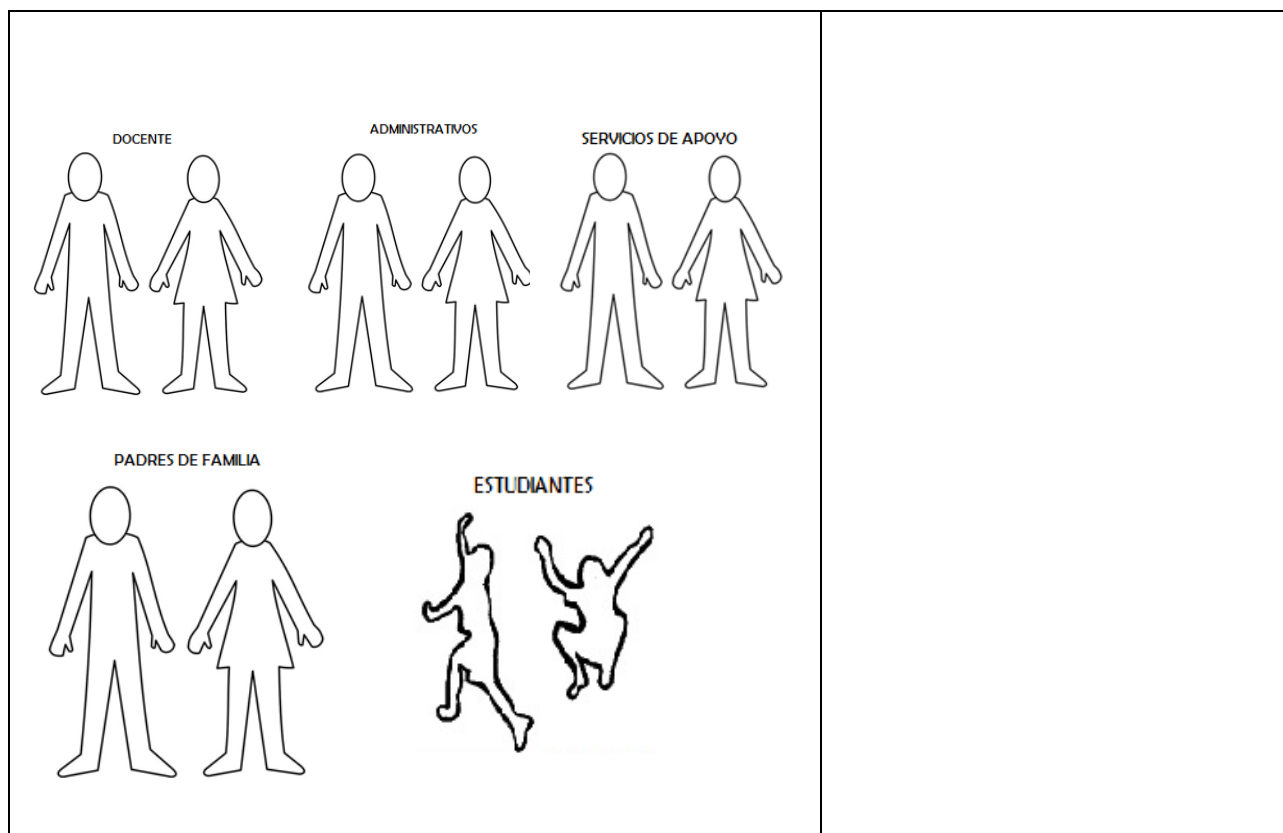 DOCENTE
ADMINISTRATIVOS
SERVICIOS DE APOYO
PADRES DE FAMILIA
ESTUDIANTES